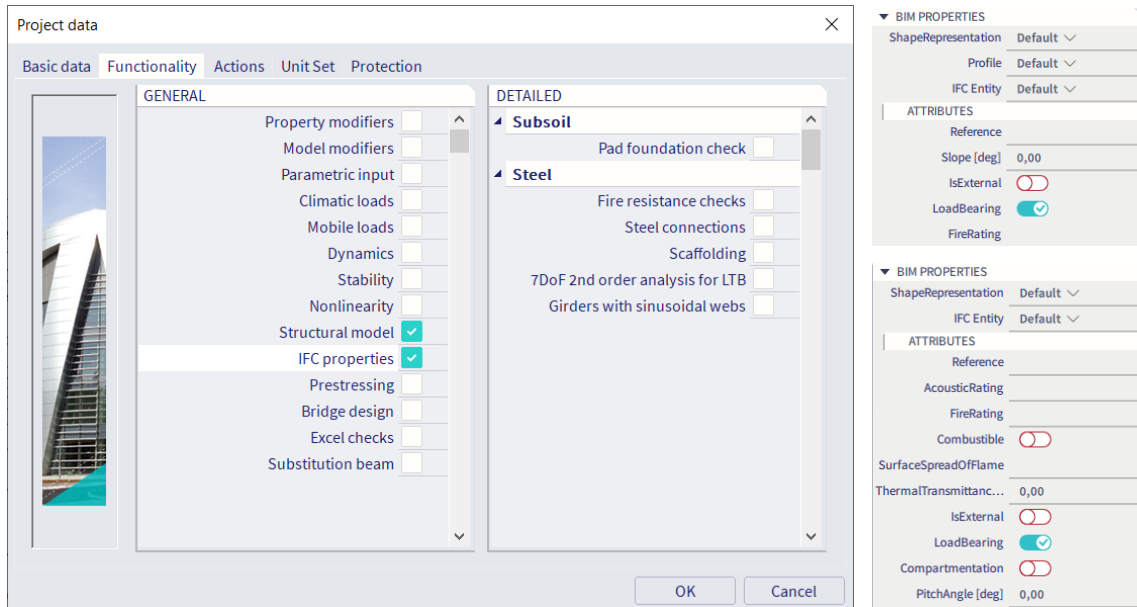 Project data
Basic data Functionality Actions Unit Set Protection
GENERAL
Property modifiers
Model modifiers
Parametric input
Climatic loads
Mobile loads
Dynamics
Stability
Nonlinearity
Structural model
IFC properties
Prestressing
Bridge design
Excel checks
Substitution beam
DETAILED
Subsoil
Pad foundation check
Steel
Fire resistance checks
Steel connections
Scaffolding
7DoF 2nd order analysis for LTB
Girders with sinusoidal webs
OK Cancel
BIM PROPERTIES
ShapeRepresentation Default
Profile Default
IFC Entity Default
ATTRIBUTES
Reference
Slope [deg] 0,00
IsExternal
LoadBearing
FireRating
BIM PROPERTIES
ShapeRepresentation Default
IFC Entity Default
ATTRIBUTES
Reference
AcousticRating
FireRating
Combustible
SurfaceSpreadOfFlame
ThermalTransmittanc... 0,00
IsExternal
LoadBearing
Compartmentation
PitchAngle [deg] 0,00